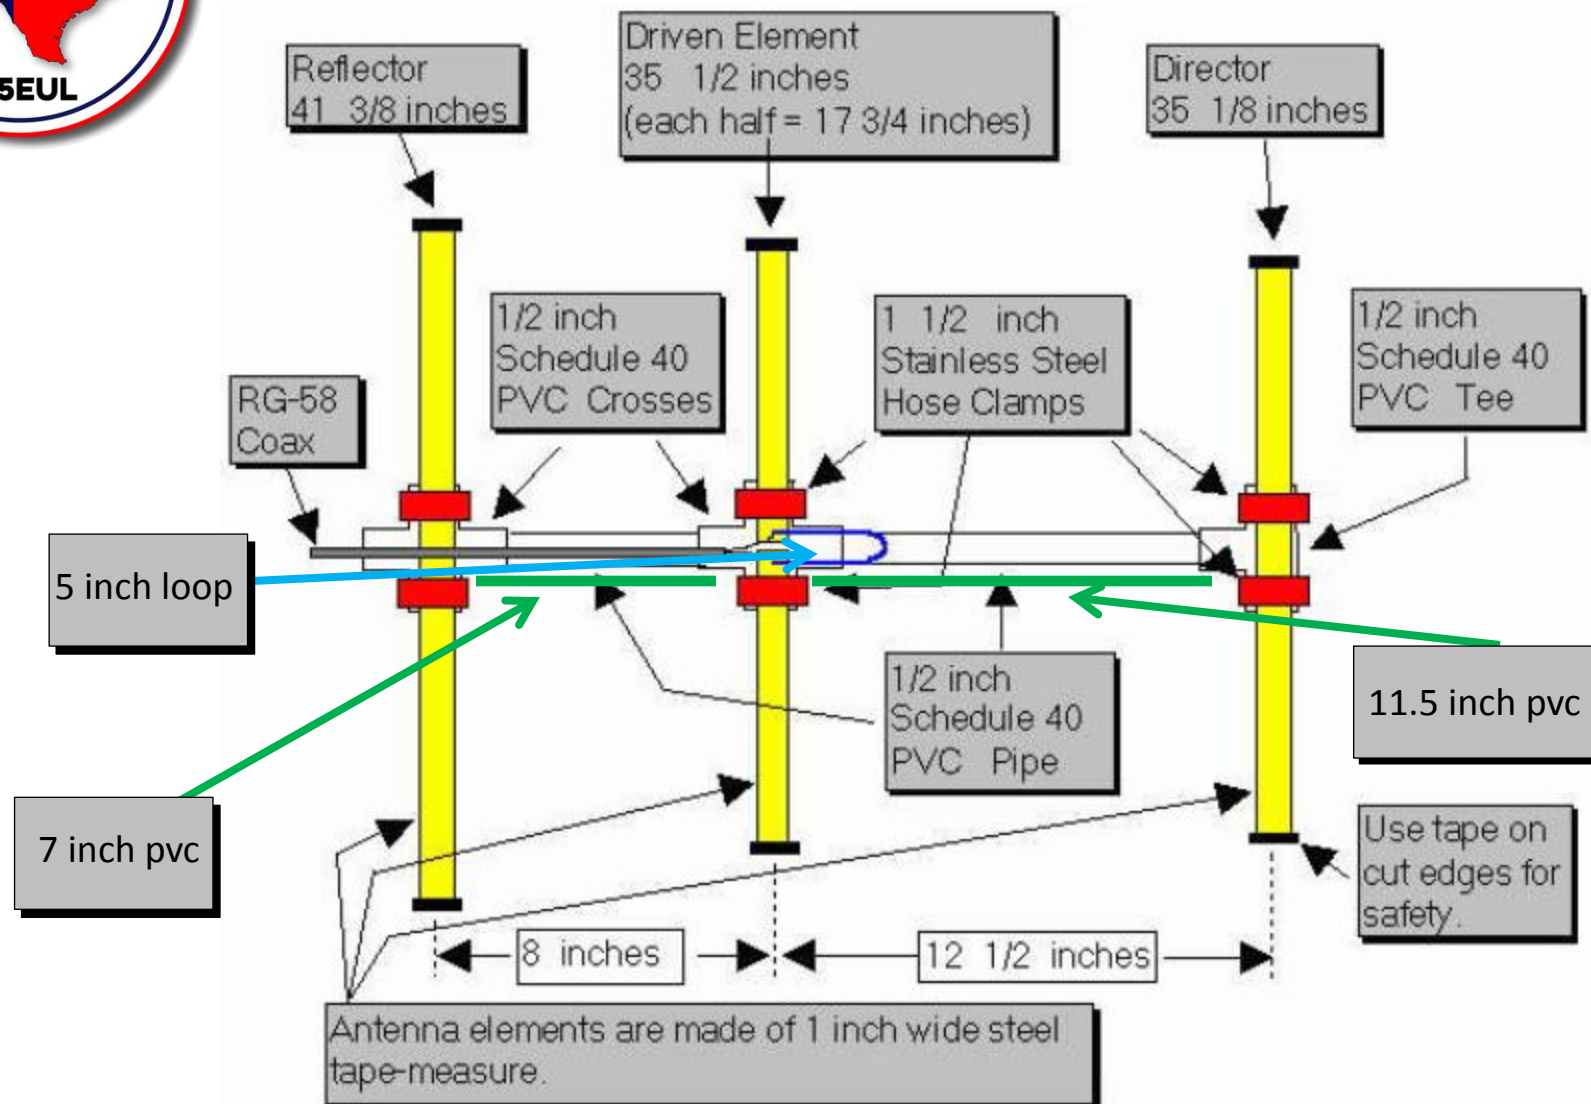 5EUL
Reflector
41 3/8 inches
Driven Element
35 1/2 inches
(each half = 17 3/4 inches)
Director
35 1/8 inches
1/2 inch
Schedule 40
PVC Crosses
1 1/2 inch
Stainless Steel
Hose Clamps
1/2 inch
Schedule 40
PVC Tee
RG-58
Coax
5 inch loop
1/2 inch
Schedule 40
PVC Pipe
11.5 inch pvc
7 inch pvc
Use tape on
cut edges for
safety.
8 inches
12 1/2 inches
Antenna elements are made of 1 inch wide steel
tape-measure.